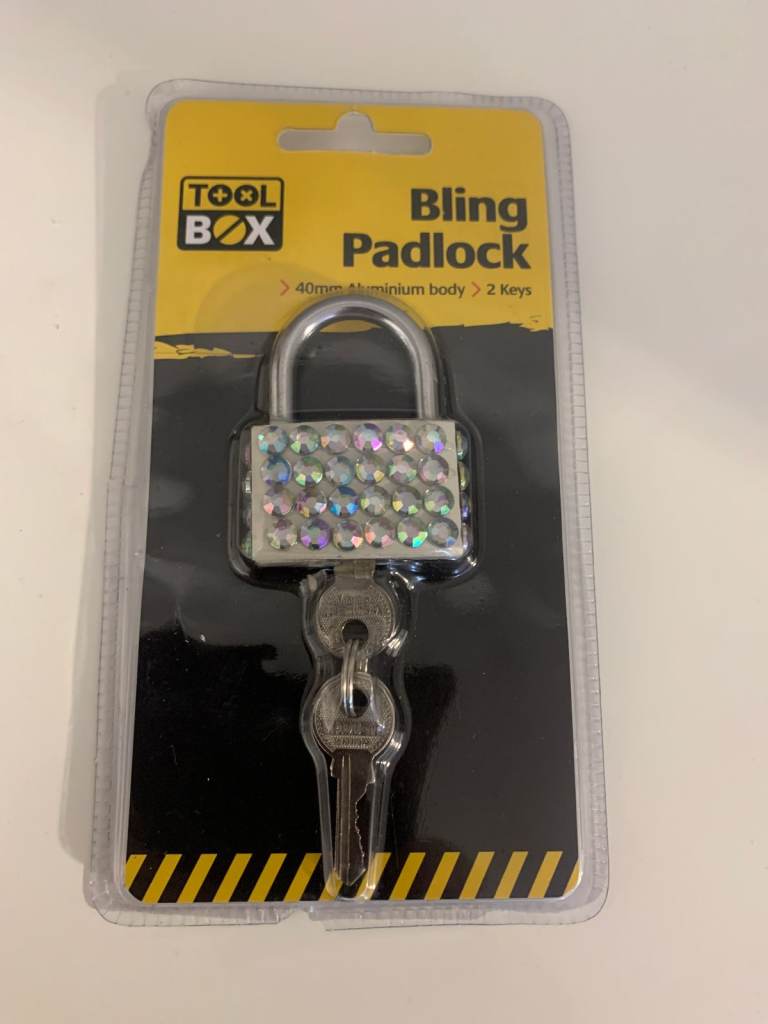 TOOL
BOX
Bling
Padlock
> 40mm Aluminium body > 2 Keys